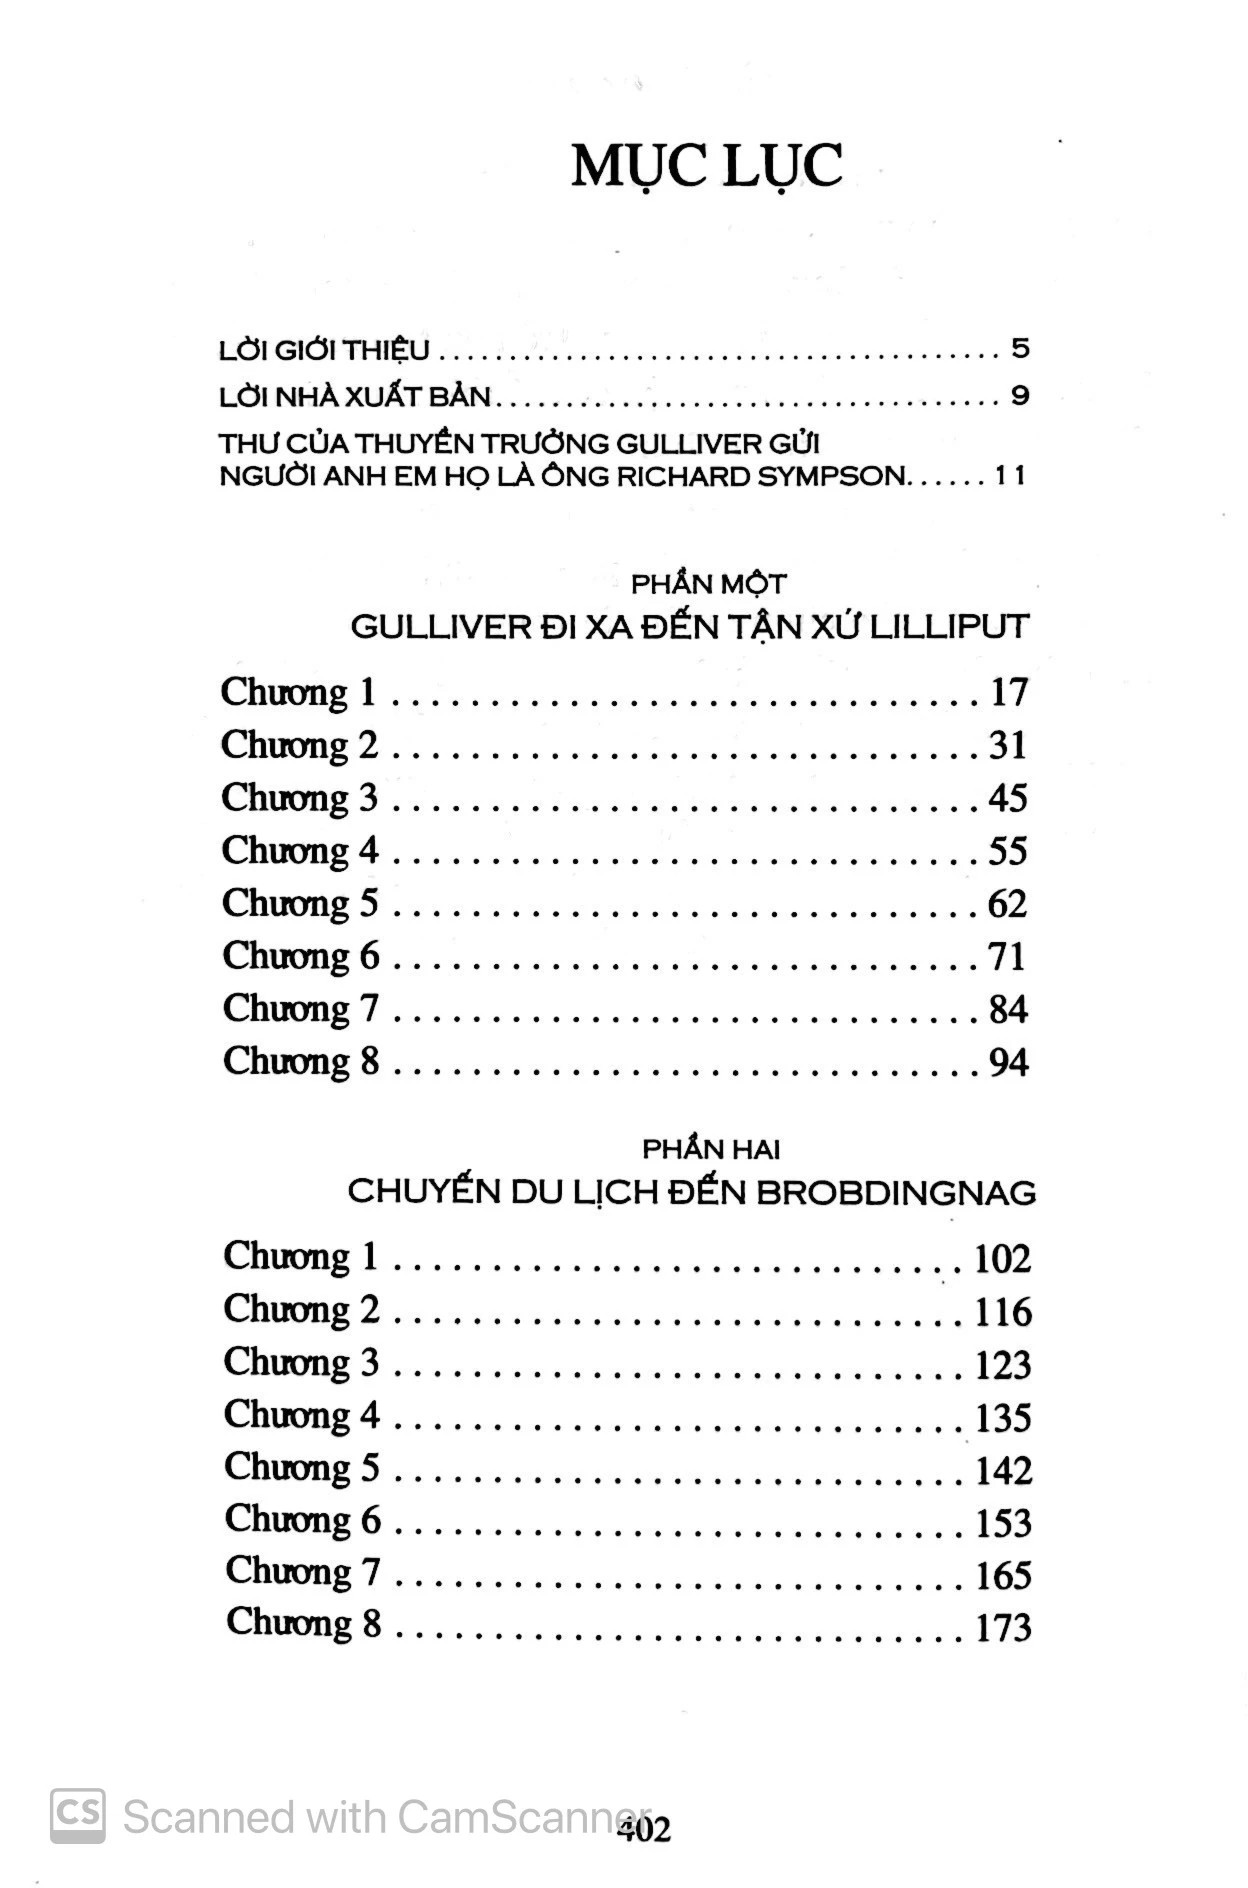 MỤC LỤC
LỜI GIỚI THIỆU ........................................ 5
LỜI NHÀ XUẤT BẢN.................................... 9
THƯ CỦA THUYỀN TRƯỞNG GULLIVER GỬI
NGƯỜI ANH EM HỌ LÀ ÔNG RICHARD SYMPSON...... 11
PHẦN MỘT
GULLIVER ĐI XA ĐẾN TẬN XỨ LILLIPUT
Chương 1 .............................. 17
Chương 2 .............................. 31
Chương 3 .............................. 45
Chương 4 .............................. 55
Chương 5 .............................. 62
Chương 6 .............................. 71
Chương 7 .............................. 84
Chương 8 .............................. 94
PHẦN HAI
CHUYẾN DU LỊCH ĐẾN BROBDINGNAG
Chương 1 ............................. 102
Chương 2 ............................. 116
Chương 3 ............................. 123
Chương 4 ............................. 135
Chương 5 ............................. 142
Chương 6 ............................. 153
Chương 7 ............................. 165
Chương 8 ............................. 173
CS Scanned with CamScanner
402